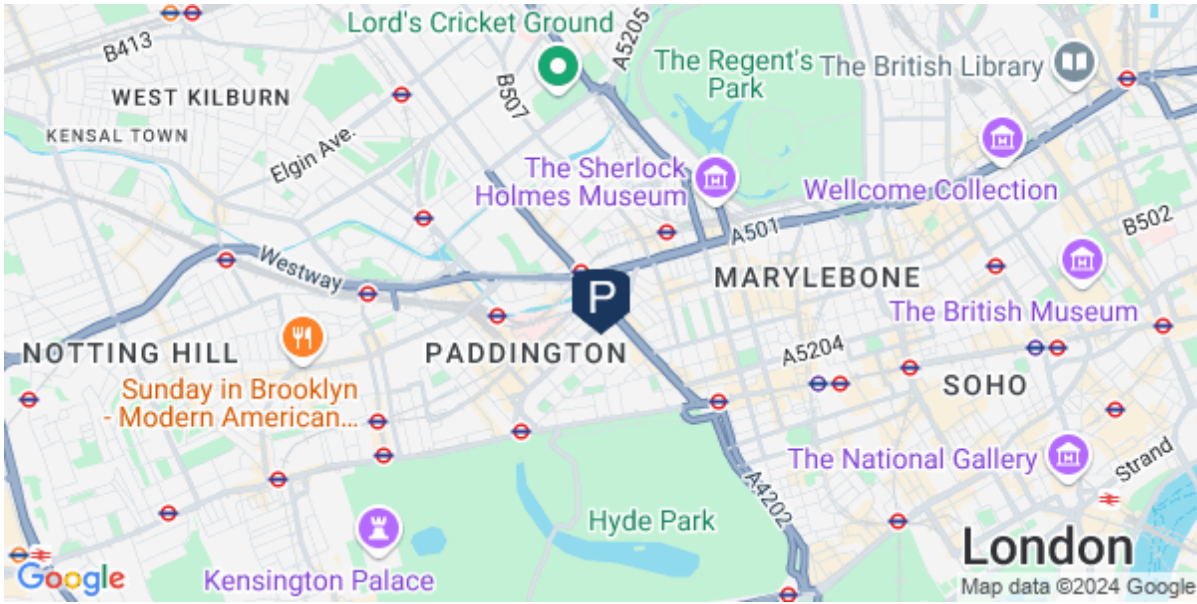 Lord's Cricket Ground
A5205
B413
B507
The Regent's
Park
The British Library
WEST KILBURN
KENSAL TOWN
Elgin Ave.
The Sherlock
Holmes Museum
Wellcome Collection
A501
B502
Westway
MARYLEBONE
The British Museum
P
NOTTING HILL
PADDINGTON
A5204
SOHO
Sunday in Brooklyn
- Modern American...
The National Gallery
Strand
A4202
Hyde Park
London
Google
Kensington Palace
Map data ©2024 Google